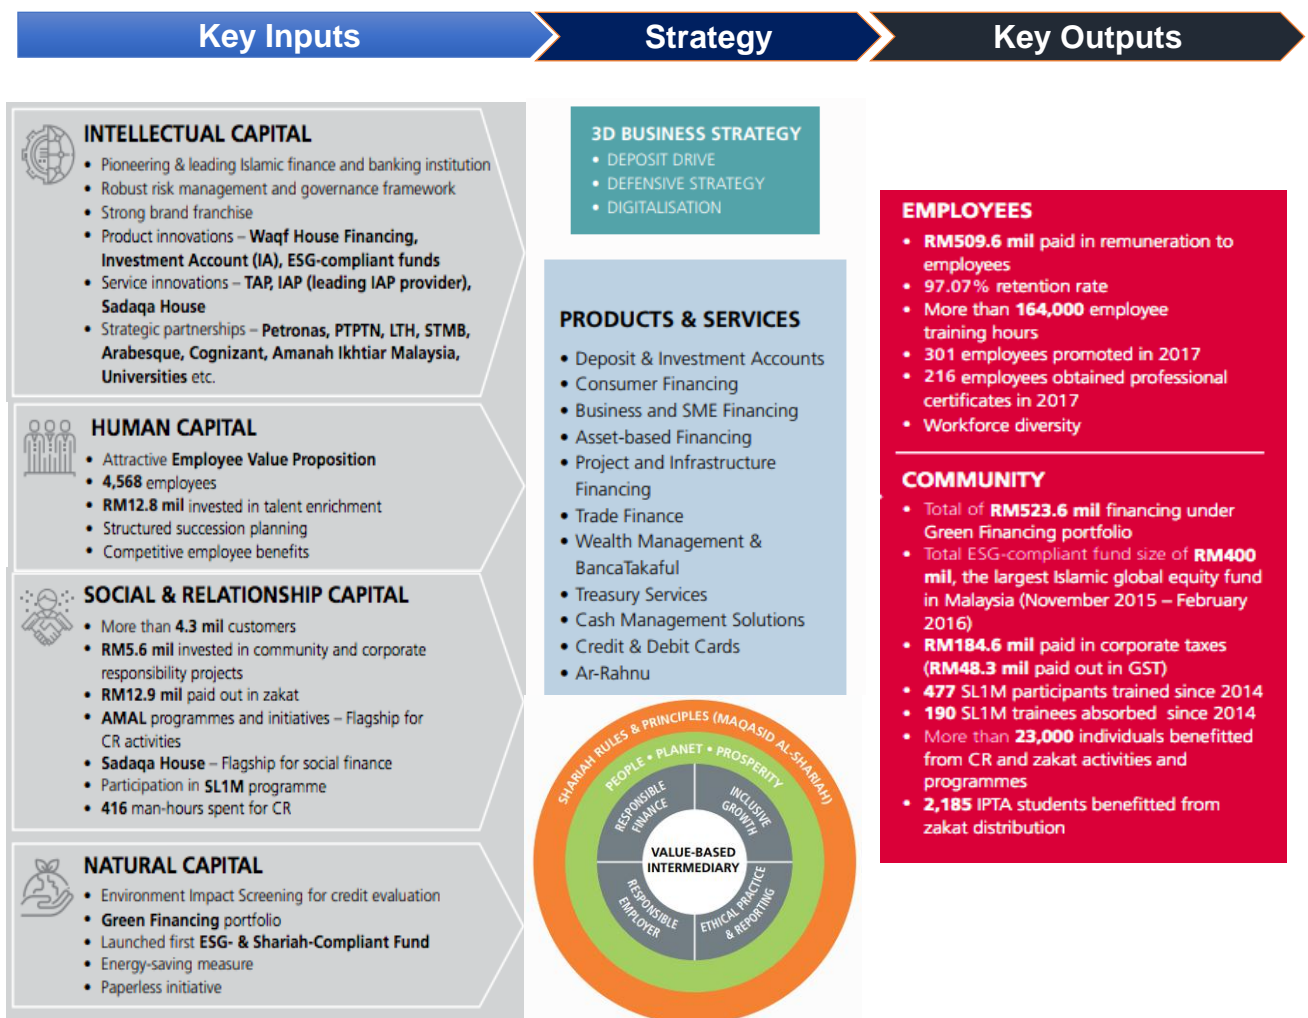 Key Inputs
Strategy
Key Outputs
INTELLECTUAL CAPITAL
• Pioneering & leading Islamic finance and banking institution
• Robust risk management and governance framework
• Strong brand franchise
• Product innovations – Waqf House Financing,
Investment Account (IA), ESG-compliant funds
• Service innovations – TAP, IAP (leading IAP provider),
Sadaqa House
• Strategic partnerships – Petronas, PTPTN, LTH, STMB,
Arabesque, Cognizant, Amanah Ikhtiar Malaysia,
Universities etc.
HUMAN CAPITAL
• Attractive Employee Value Proposition
• 4,568 employees
• RM12.8 mil invested in talent enrichment
• Structured succession planning
• Competitive employee benefits
SOCIAL & RELATIONSHIP CAPITAL
• More than 4.3 mil customers
• RM5.6 mil invested in community and corporate
responsibility projects
• RM12.9 mil paid out in zakat
• AMAL programmes and initiatives – Flagship for
CR activities
• Sadaqa House – Flagship for social finance
• Participation in SL1M programme
• 416 man-hours spent for CR
NATURAL CAPITAL
• Environment Impact Screening for credit evaluation
• Green Financing portfolio
• Launched first ESG- & Shariah-Compliant Fund
• Energy-saving measure
• Paperless initiative
3D BUSINESS STRATEGY
• DEPOSIT DRIVE
• DEFENSIVE STRATEGY
• DIGITALISATION
PRODUCTS & SERVICES
• Deposit & Investment Accounts
• Consumer Financing
• Business and SME Financing
• Asset-based Financing
• Project and Infrastructure
Financing
• Trade Finance
• Wealth Management &
BancaTakaful
• Treasury Services
• Cash Management Solutions
• Credit & Debit Cards
• Ar-Rahnu
SHARIAH RULES & PRINCIPLES (MAQASID AL-SHARIAH)
PEOPLE • PLANET • PROSPERITY
RESPONSIBLE
FINANCE
INCLUSIVE
GROWTH
VALUE-BASED
INTERMEDIARY
RESPONSIBLE
EMPLOYER
ETHICAL PRACTICE
& REPORTING
EMPLOYEES
• RM509.6 mil paid in remuneration to
employees
• 97.07% retention rate
• More than 164,000 employee
training hours
• 301 employees promoted in 2017
• 216 employees obtained professional
certificates in 2017
• Workforce diversity
COMMUNITY
• Total of RM523.6 mil financing under
Green Financing portfolio
• Total ESG-compliant fund size of RM400
mil, the largest Islamic global equity fund
in Malaysia (November 2015 – February
2016)
• RM184.6 mil paid in corporate taxes
(RM48.3 mil paid out in GST)
• 477 SL1M participants trained since 2014
• 190 SL1M trainees absorbed since 2014
• More than 23,000 individuals benefitted
from CR and zakat activities and
programmes
• 2,185 IPTA students benefitted from
zakat distribution